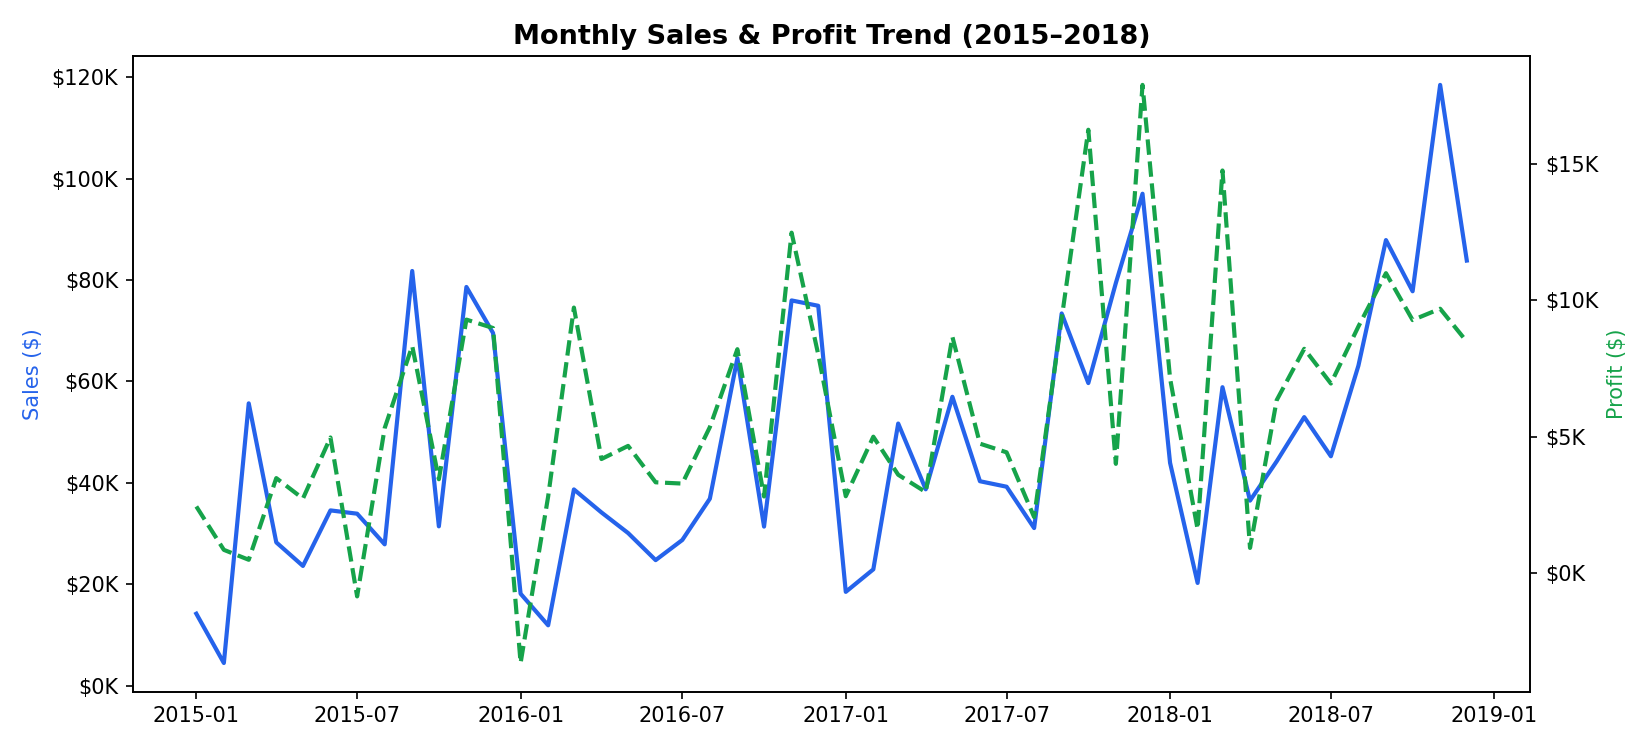 Monthly Sales & Profit Trend (2015–2018)
$120K
$100K
$80K
$60K
$40K
$20K
$0K
Sales ($)
$15K
$10K
$5K
$0K
Profit ($)
2015-01 2015-07 2016-01 2016-07 2017-01 2017-07 2018-01 2018-07 2019-01